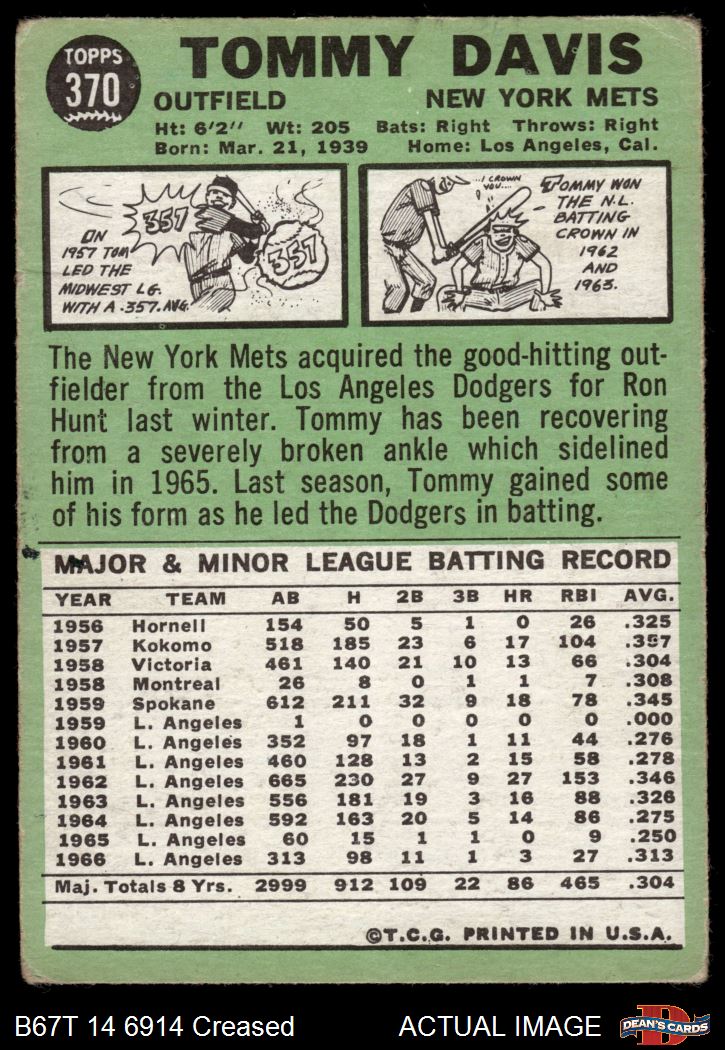 TOPPS
370
TOMMY DAVIS
OUTFIELD NEW YORK METS
Ht: 6'2" Wt: 205 Bats: Right Throws: Right
Born: Mar. 21, 1939 Home: Los Angeles, Cal.
IN
1957 TOM
LED THE
MIDWEST LG.
WITH A .357. AVG.
357
357
...I CROWN
YOU....
TOMMY WON
THE N.L.
BATTING
CROWN IN
1962
AND
1963.
The New York Mets acquired the good-hitting out-
fielder from the Los Angeles Dodgers for Ron
Hunt last winter. Tommy has been recovering
from a severely broken ankle which sidelined
him in 1965. Last season, Tommy gained some
of his form as he led the Dodgers in batting.
MAJOR & MINOR LEAGUE BATTING RECORD
YEAR TEAM AB H 2B 3B HR RBI AVG.
1956 Hornell 154 50 5 1 0 26 .325
1957 Kokomo 518 185 23 6 17 104 .357
1958 Victoria 461 140 21 10 13 66 .304
1958 Montreal 26 8 0 1 1 7 .308
1959 Spokane 612 211 32 9 18 78 .345
1959 L. Angeles 1 0 0 0 0 0 .000
1960 L. Angeles 352 97 18 1 11 44 .276
1961 L. Angeles 460 128 13 2 15 58 .278
1962 L. Angeles 665 230 27 9 27 153 .346
1963 L. Angeles 556 181 19 3 16 88 .326
1964 L. Angeles 592 163 20 5 14 86 .275
1965 L. Angeles 60 15 1 1 0 9 .250
1966 L. Angeles 313 98 11 1 3 27 .313
Maj. Totals 8 Yrs. 2999 912 109 22 86 465 .304
©T.C.G. PRINTED IN U.S.A.
B67T 14 6914 Creased ACTUAL IMAGE
D
DEAN'S CARDS